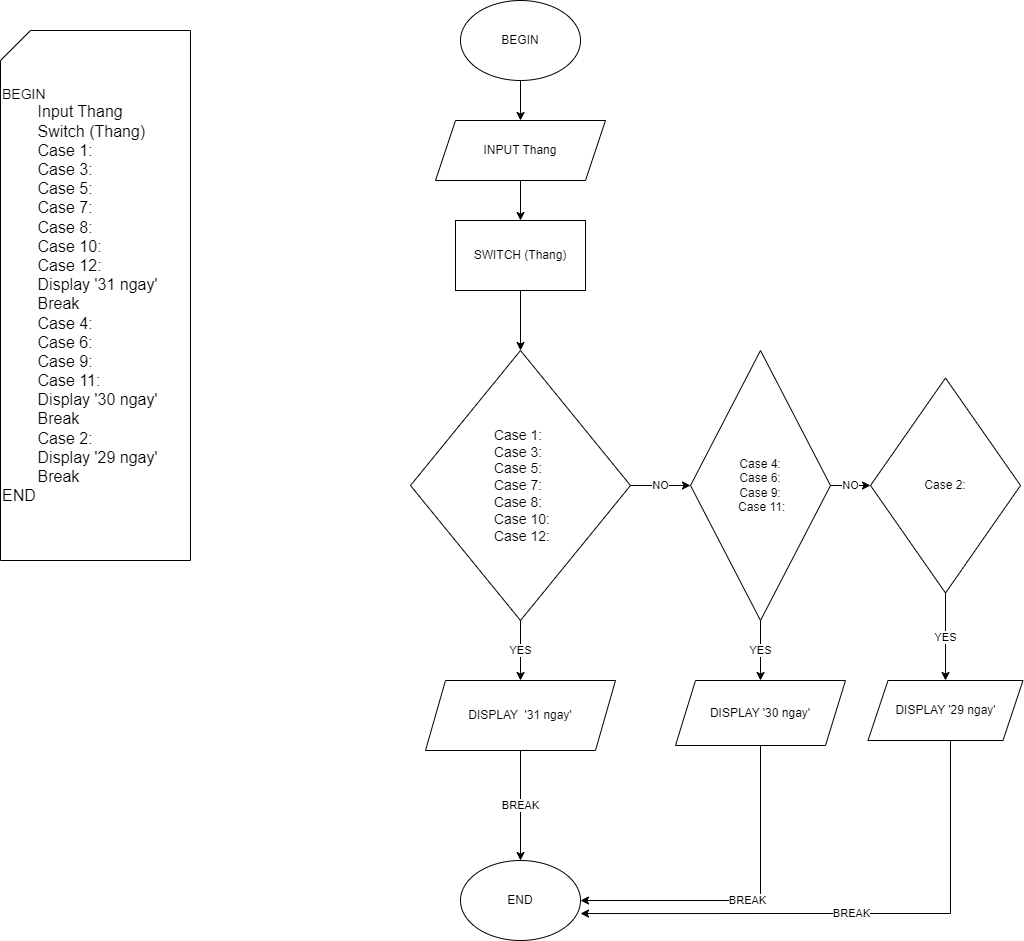 BEGIN
Input Thang
Switch (Thang)
Case 1:
Case 3:
Case 5:
Case 7:
Case 8:
Case 10:
Case 12:
Display '31 ngay'
Break
Case 4:
Case 6:
Case 9:
Case 11:
Display '30 ngay'
Break
Case 2:
Display '29 ngay'
Break
END
BEGIN
INPUT Thang
SWITCH (Thang)
Case 1:
Case 3:
Case 5:
Case 7:
Case 8:
Case 10:
Case 12:
NO
Case 4:
Case 6:
Case 9:
Case 11:
NO
Case 2:
YES
YES
YES
DISPLAY '31 ngay'
DISPLAY '30 ngay'
DISPLAY '29 ngay'
BREAK
END
BREAK
BREAK